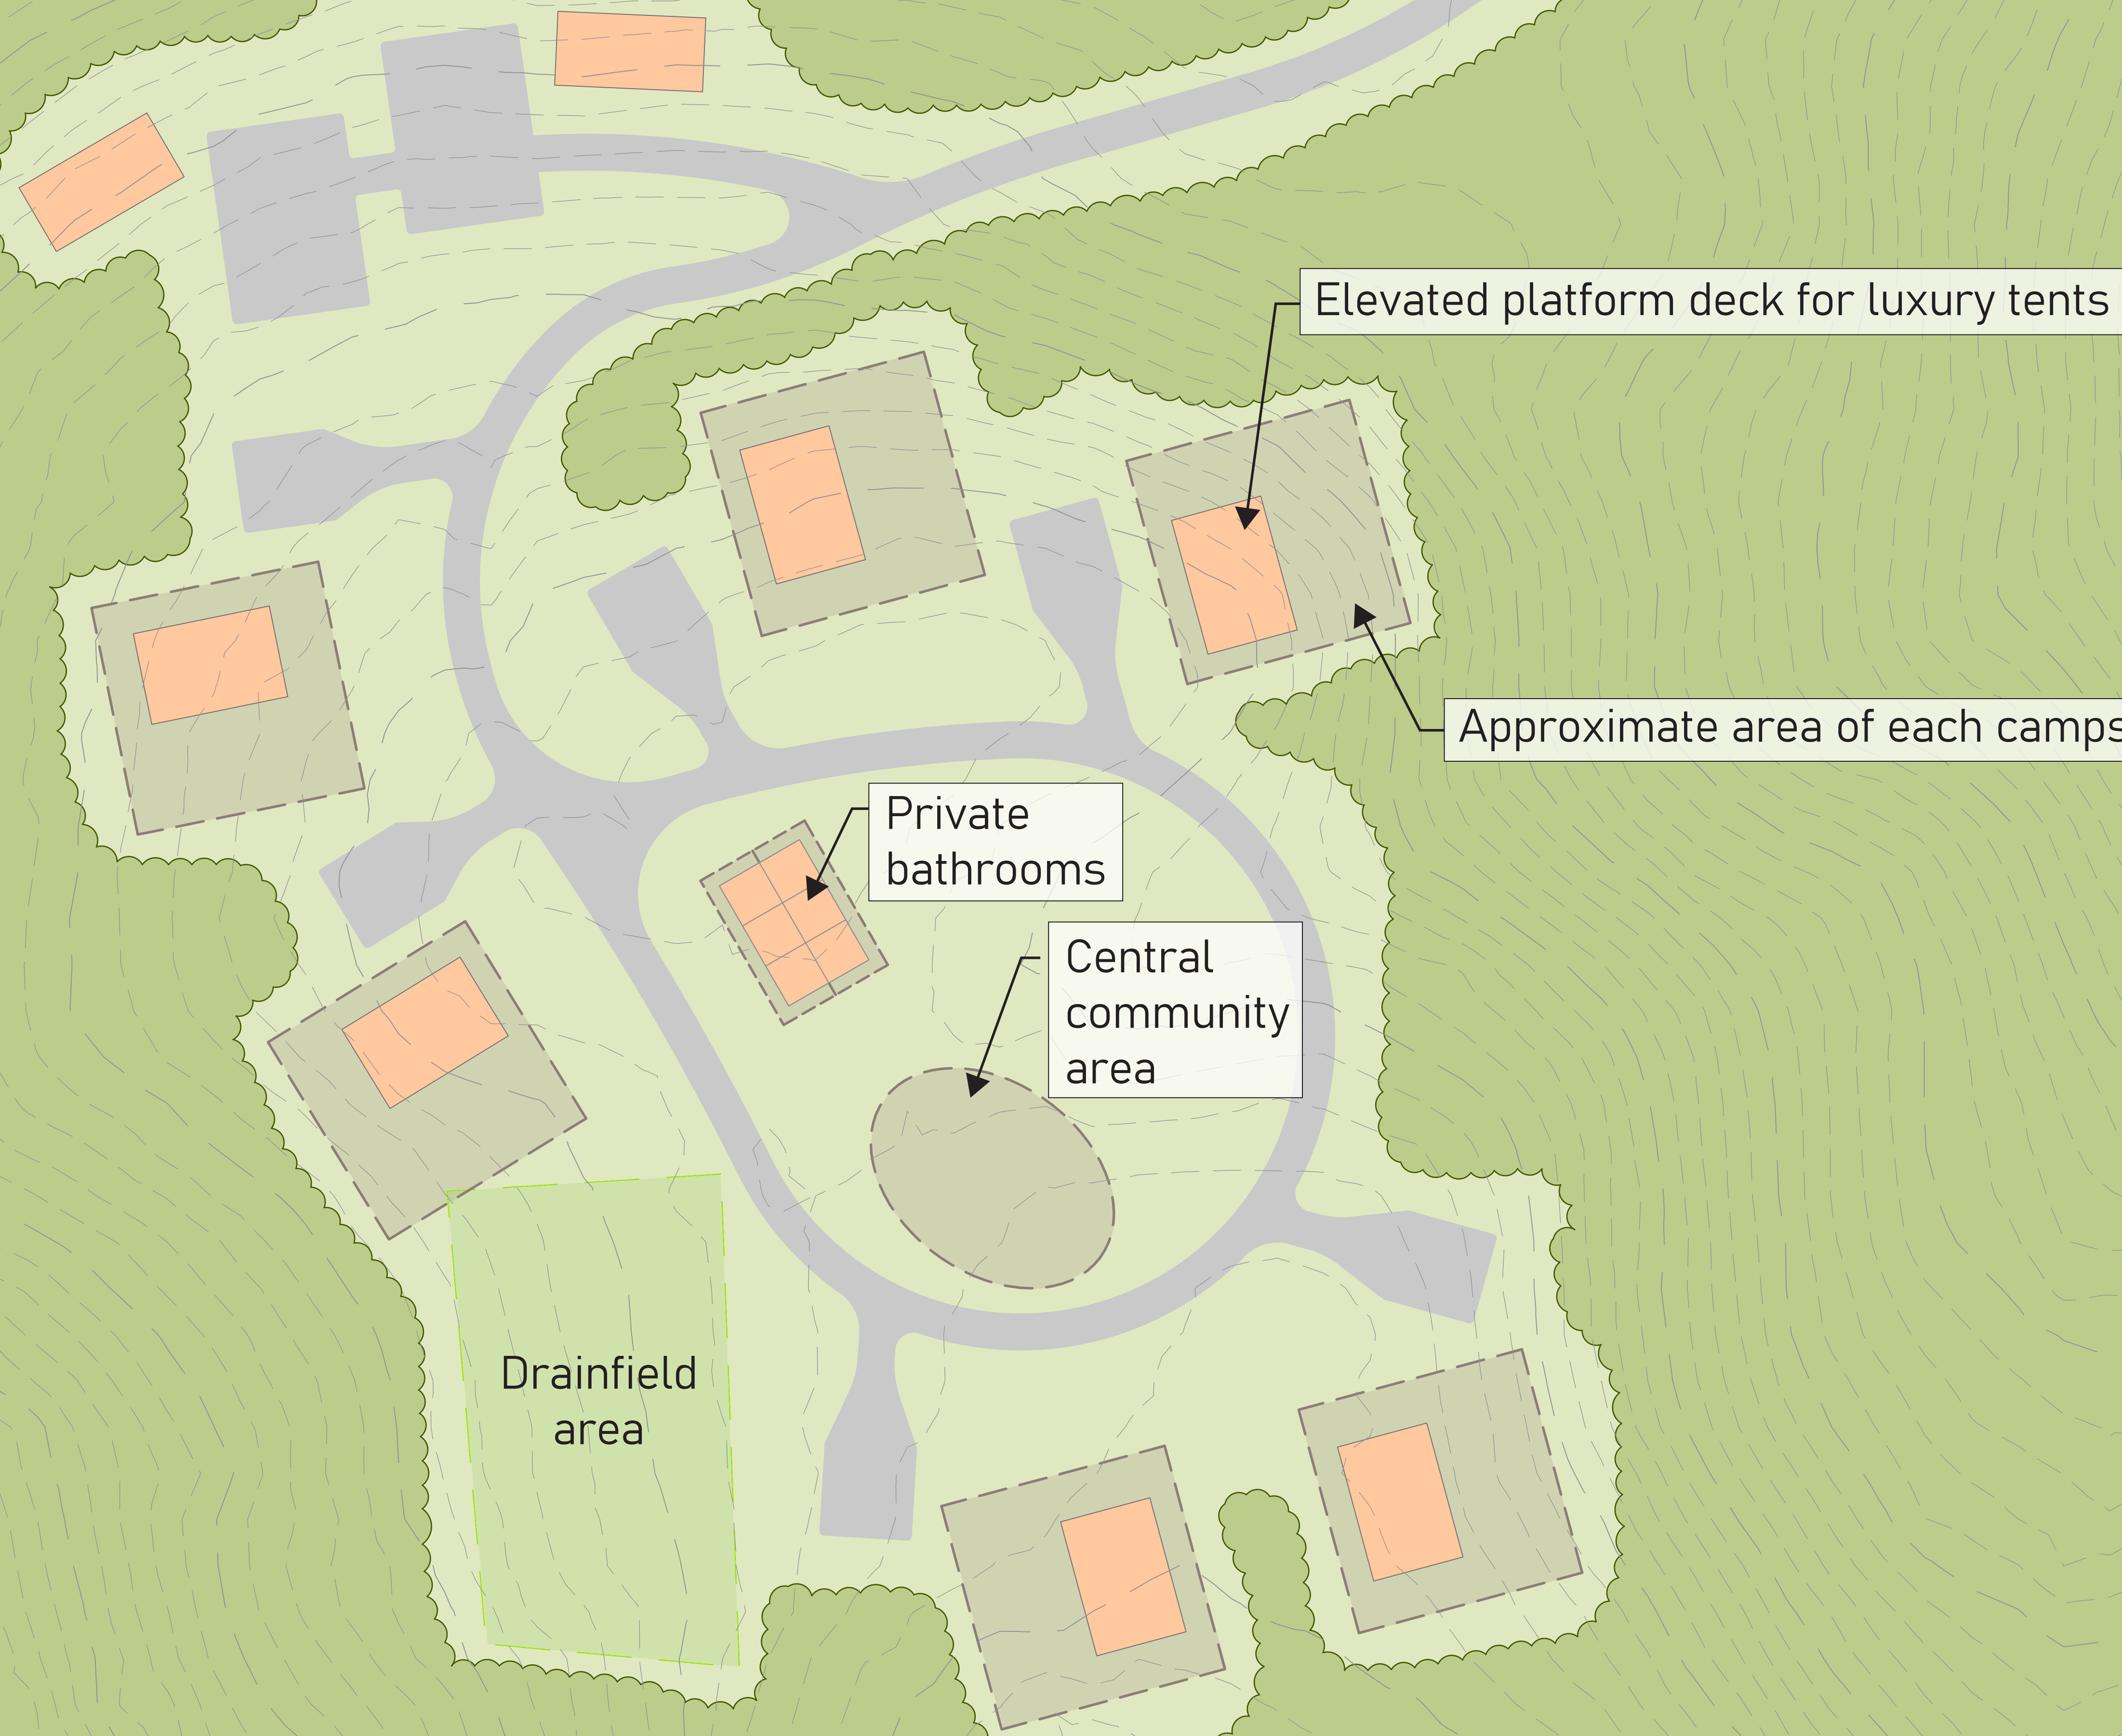 Elevated platform deck for luxury tents
Approximate area of each camps
Private
bathrooms
Central
community
area
Drainfield
area